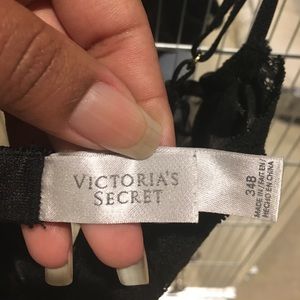 VICTORIA'S
SECRET
34B
MADE IN / FAIT EN /
HECHO EN CHINA